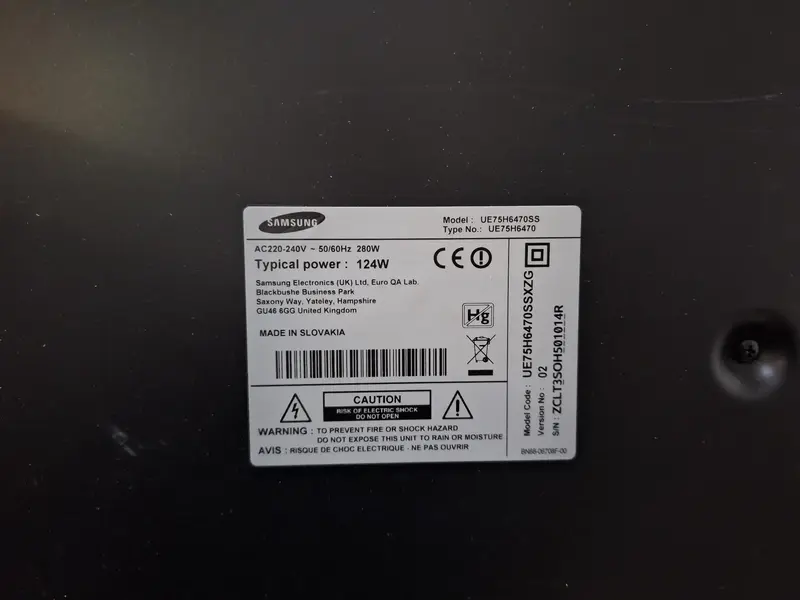 SAMSUNG
Model : UE75H6470SS
Type No.: UE75H6470
AC220-240V ~ 50/60Hz 280W
Typical power : 124W
Samsung Electronics (UK) Ltd, Euro QA Lab.
Blackbushe Business Park
Saxony Way, Yateley, Hampshire
GU46 6GG United Kingdom
MADE IN SLOVAKIA
CE
Hg
CAUTION
RISK OF ELECTRIC SHOCK
DO NOT OPEN
WARNING : TO PREVENT FIRE OR SHOCK HAZARD
DO NOT EXPOSE THIS UNIT TO RAIN OR MOISTURE
AVIS : RISQUE DE CHOC ELECTRIQUE - NE PAS OUVRIR
Model Code : UE75H6470SSXZG
Version No : 02
S/N : ZCLT3SOH501014R
BN68-06708F-00